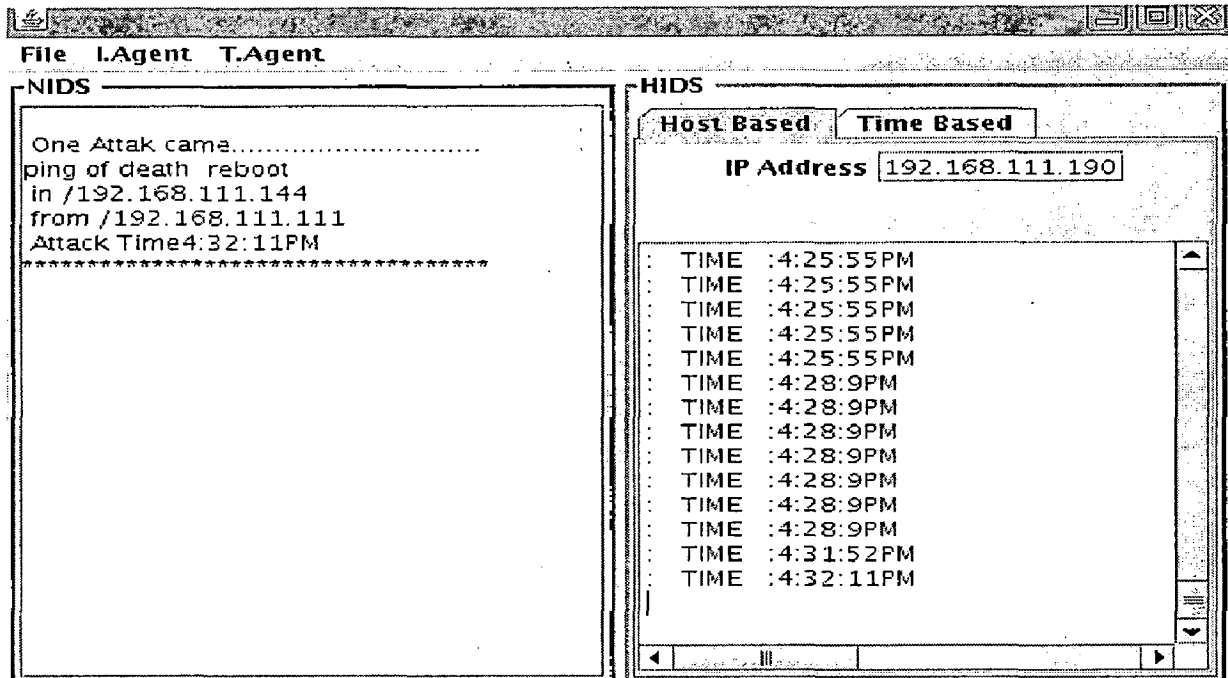 File I.Agent T.Agent
NIDS
One Attak came............................
ping of death reboot
in /192.168.111.144
from /192.168.111.111
Attack Time4:32:11PM
***************************************
HIDS
Host Based Time Based
IP Address 192.168.111.190
: TIME :4:25:55PM
: TIME :4:25:55PM
: TIME :4:25:55PM
: TIME :4:25:55PM
: TIME :4:25:55PM
: TIME :4:28:9PM
: TIME :4:28:9PM
: TIME :4:28:9PM
: TIME :4:28:9PM
: TIME :4:28:9PM
: TIME :4:28:9PM
: TIME :4:28:9PM
: TIME :4:31:52PM
: TIME :4:32:11PM